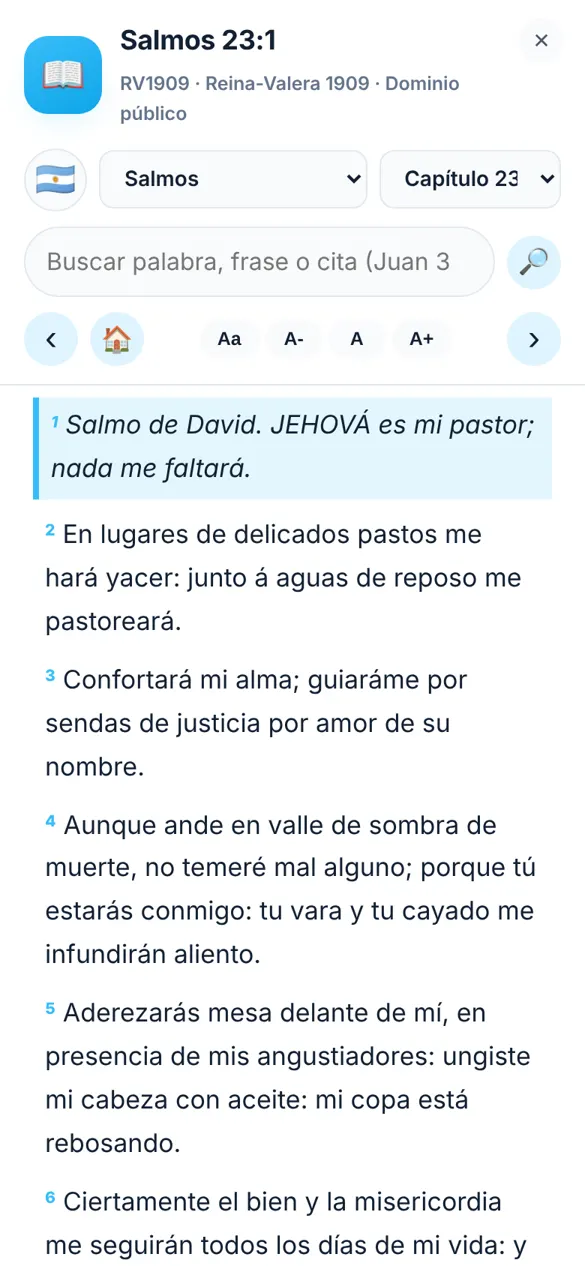 Salmos 23:1
RV1909 · Reina-Valera 1909 · Dominio
público
Salmos
Capítulo 23
Buscar palabra, frase o cita (Juan 3
Aa A- A A+
1 Salmo de David. JEHOVÁ es mi pastor;
nada me faltará.
2 En lugares de delicados pastos me
hará yacer: junto á aguas de reposo me
pastoreará.
3 Confortará mi alma; guiaráme por
sendas de justicia por amor de su
nombre.
4 Aunque ande en valle de sombra de
muerte, no temeré mal alguno; porque tú
estarás conmigo: tu vara y tu cayado me
infundirán aliento.
5 Aderezarás mesa delante de mí, en
presencia de mis angustiadores: ungiste
mi cabeza con aceite: mi copa está
rebosando.
6 Ciertamente el bien y la misericordia
me seguirán todos los días de mi vida: y